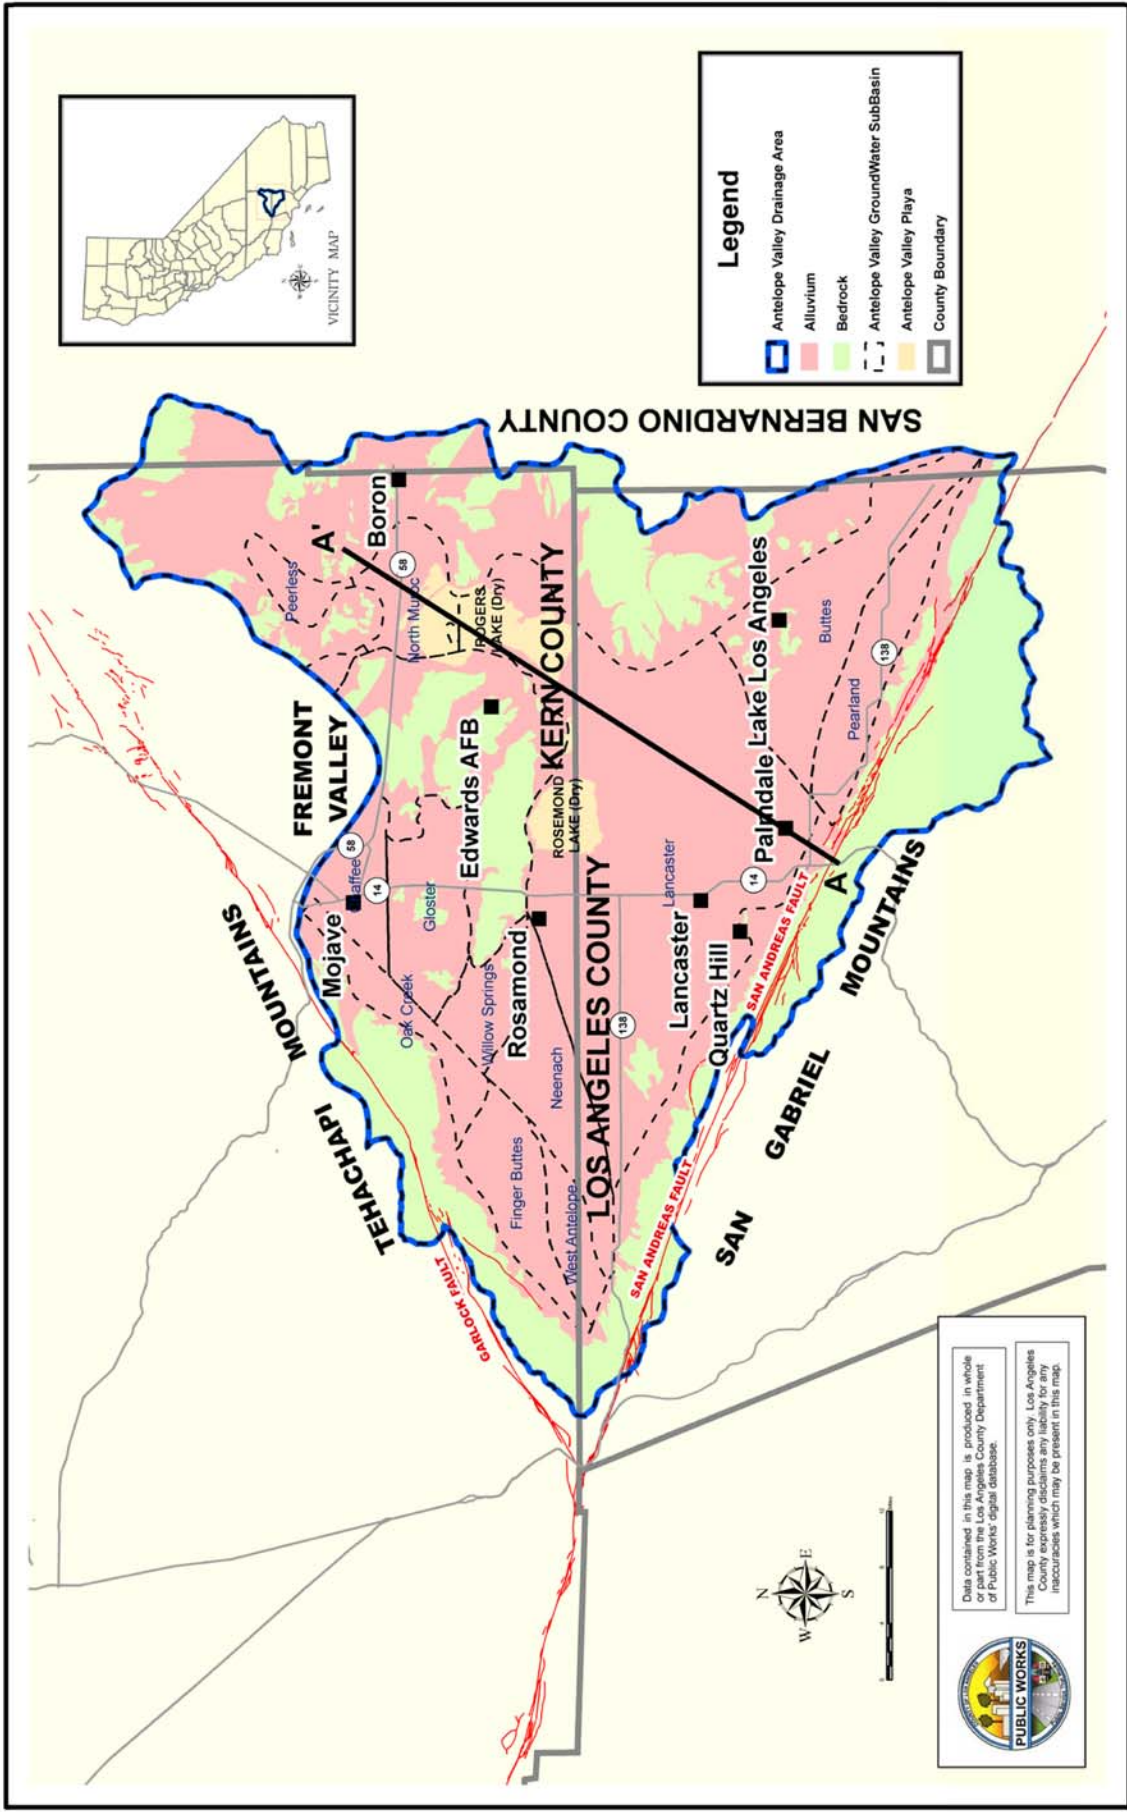 VICINITY MAP
TEHACHAPI
MOUNTAINS
FREMONT
VALLEY
GARLOCK FAULT
Mojave
58
14
Peerless
A'
Boron
58
North Muroc
ROGERS
LAKE (Dry)
Oak Creek
Gloster
Edwards AFB
Willow Springs
Finger Buttes
Rosamond
Neenach
ROSEMOND
LAKE (Dry)
West Antelope
KERN COUNTY
LOS ANGELES COUNTY
SAN BERNARDINO COUNTY
138
Lancaster
Lancaster
Quartz Hill
14
Palmdale
Lake Los Angeles
Buttes
Pearland
138
A
SAN ANDREAS FAULT
SAN ANDREAS FAULT
SAN
GABRIEL
MOUNTAINS
Legend
Antelope Valley Drainage Area
Alluvium
Bedrock
Antelope Valley GroundWater SubBasin
Antelope Valley Playa
County Boundary
N
W
E
S
PUBLIC WORKS
Data contained in this map is produced in whole
or part from the Los Angeles County Department
of Public Works' digital database.
This map is for planning purposes only. Los Angeles
County expressly disclaims any liability for any
inaccuracies which may be present in this map.